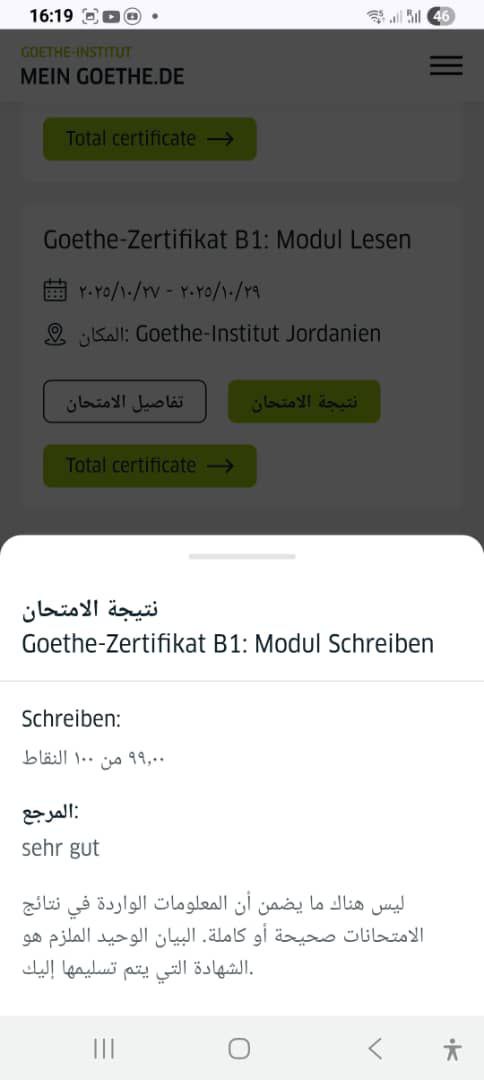 16:19
46
GOETHE-INSTITUT
MEIN GOETHE.DE
Total certificate →
Goethe-Zertifikat B1: Modul Lesen
٢٠٢٥/١٠/٢٧ - ٢٠٢٥/١٠/٢٩
المكان: Goethe-Institut Jordanien
تفاصيل الامتحان
نتيجة الامتحان
Total certificate →
نتيجة الامتحان
Goethe-Zertifikat B1: Modul Schreiben
Schreiben:
٩٩,٠٠ من ١٠٠ النقاط
المرجع:
sehr gut
ليس هناك ما يضمن أن المعلومات الواردة في نتائج
الامتحانات صحيحة أو كاملة. البيان الوحيد الملزم هو
الشهادة التي يتم تسليمها إليك.